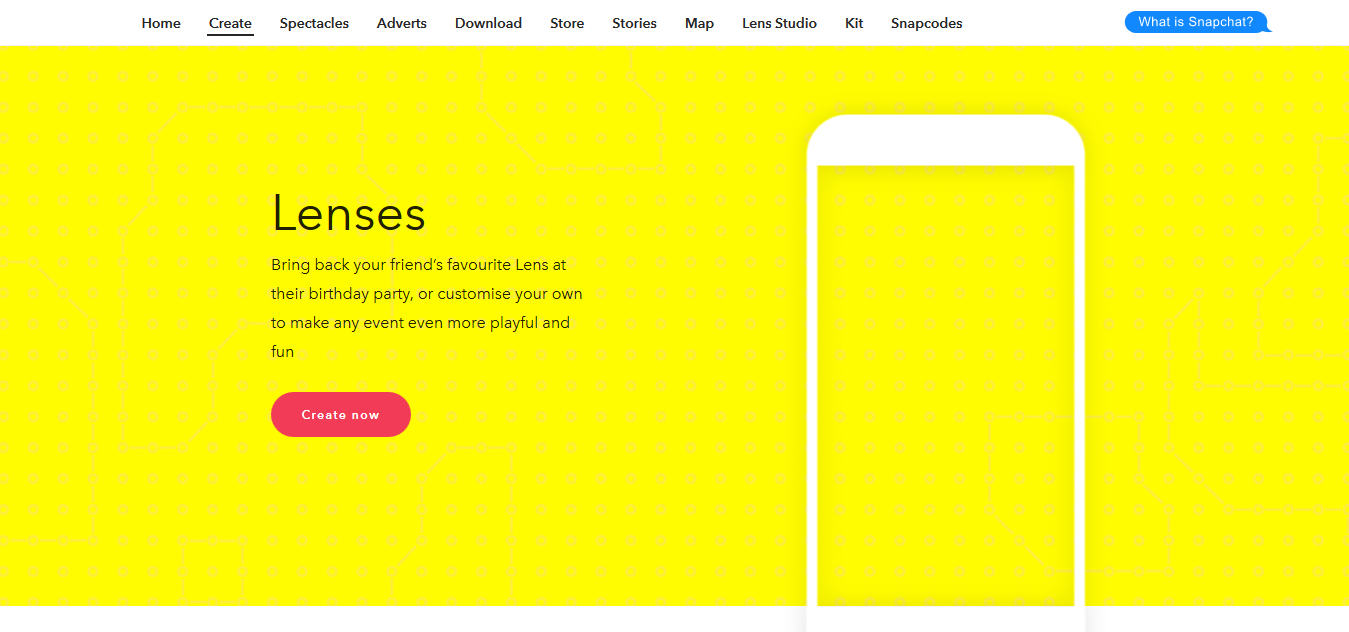 Home Create Spectacles Adverts Download Store Stories Map Lens Studio Kit Snapcodes What is Snapchat?
Lenses
Bring back your friend’s favourite Lens at
their birthday party, or customise your own
to make any event even more playful and
fun
Create now